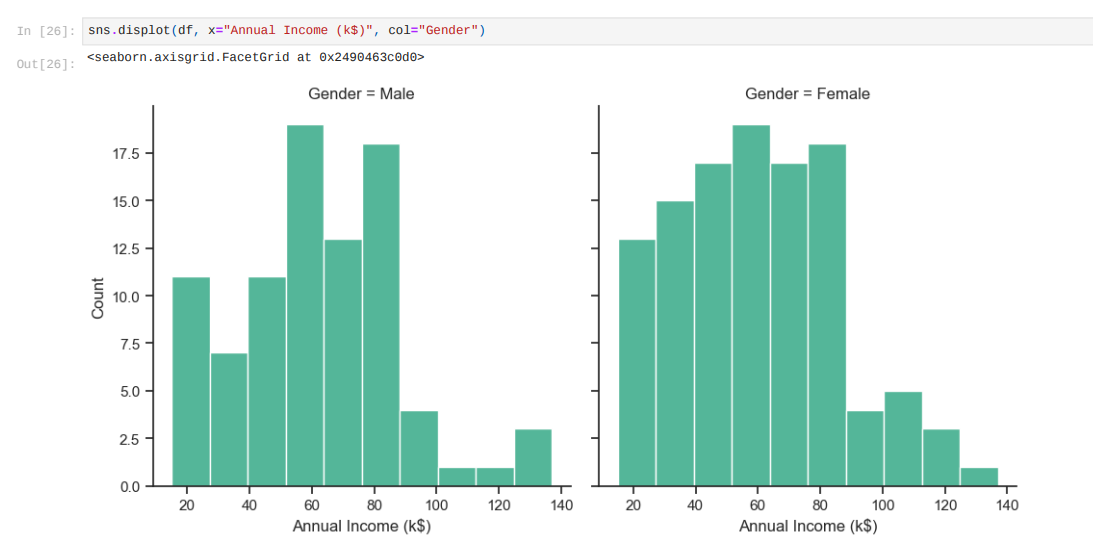 In [26]: sns.displot(df, x="Annual Income (k$)", col="Gender")
Out[26]: <seaborn.axisgrid.FacetGrid at 0x2490463c0d0>
Gender = Male
Gender = Female
Count
17.5
15.0
12.5
10.0
7.5
5.0
2.5
0.0
20 40 60 80 100 120 140
20 40 60 80 100 120 140
Annual Income (k$)
Annual Income (k$)